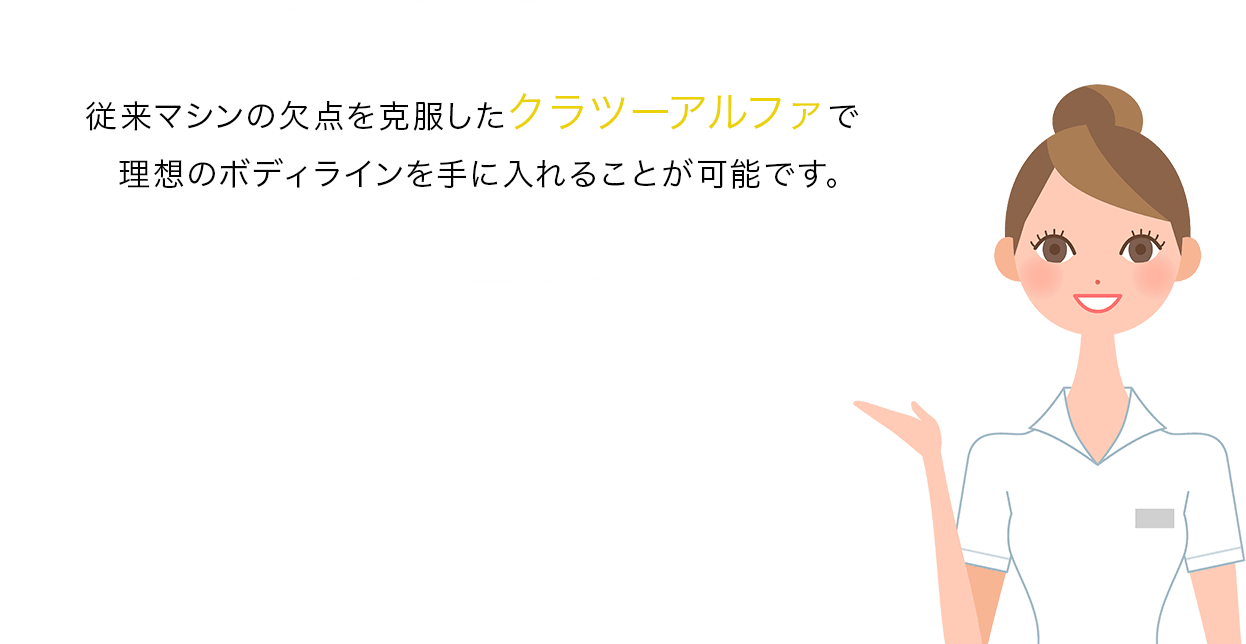 従来マシンの欠点を克服したクラツーアルファで
理想のボディラインを手に入れることが可能です。